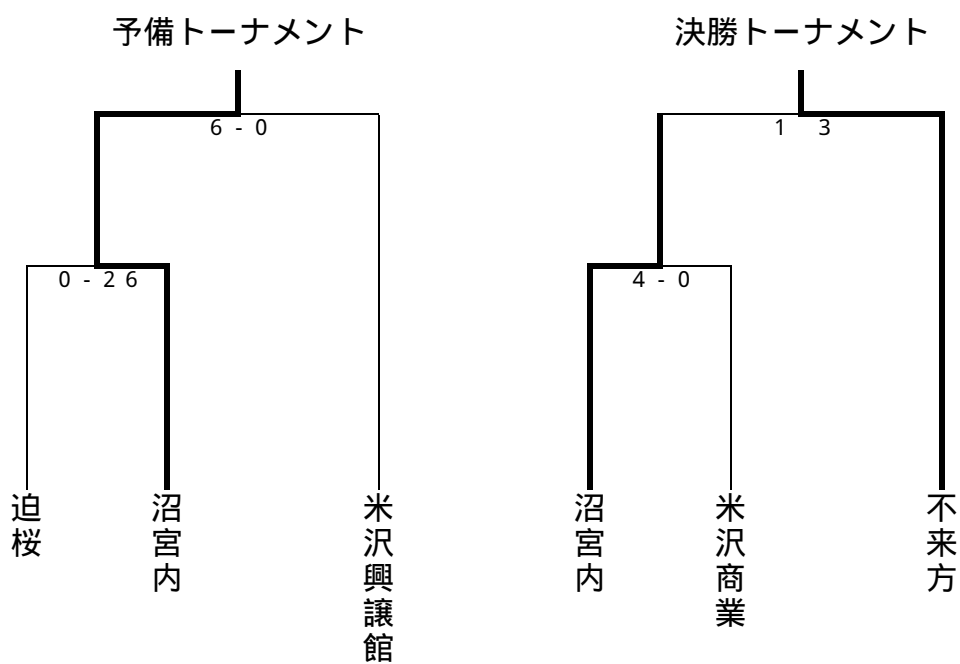 予備トーナメント
6 - 0
0 - 2 6
迫桜
沼宮内
米沢興譲館
決勝トーナメント
1 3
4 - 0
沼宮内
米沢商業
不来方